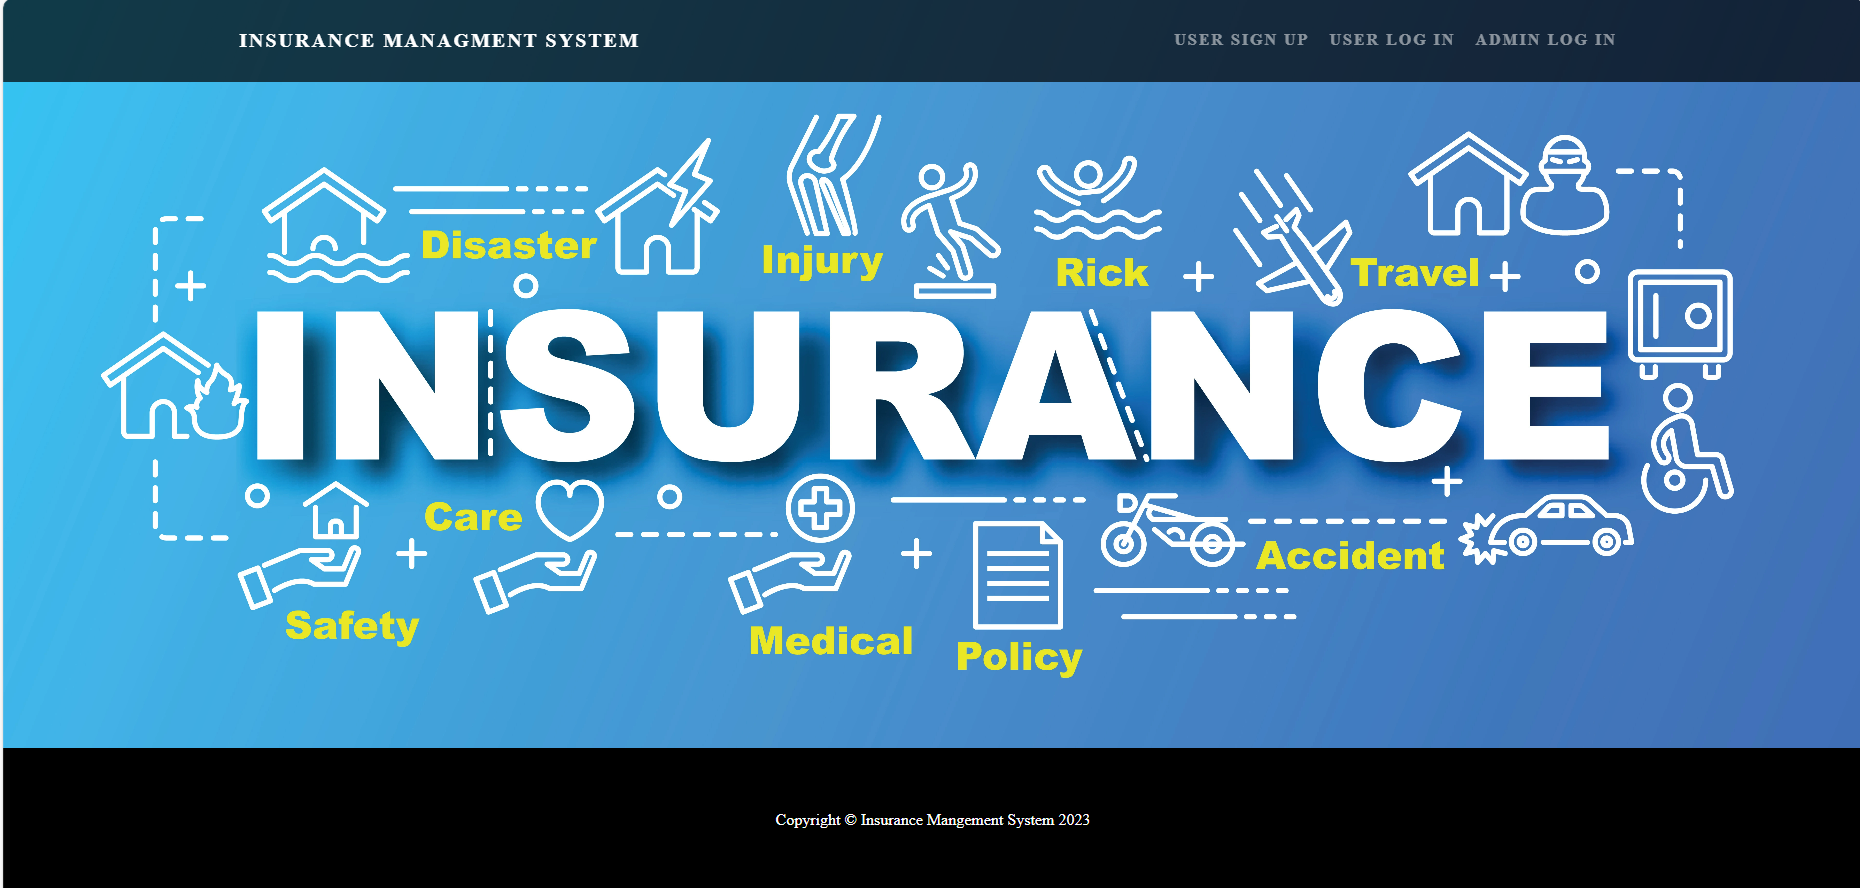 INSURANCE MANAGMENT SYSTEM
USER SIGN UP USER LOG IN ADMIN LOG IN
Disaster
Injury
Rick
Travel
INSURANCE
Care
Accident
Safety
Medical
Policy
Copyright © Insurance Mangement System 2023